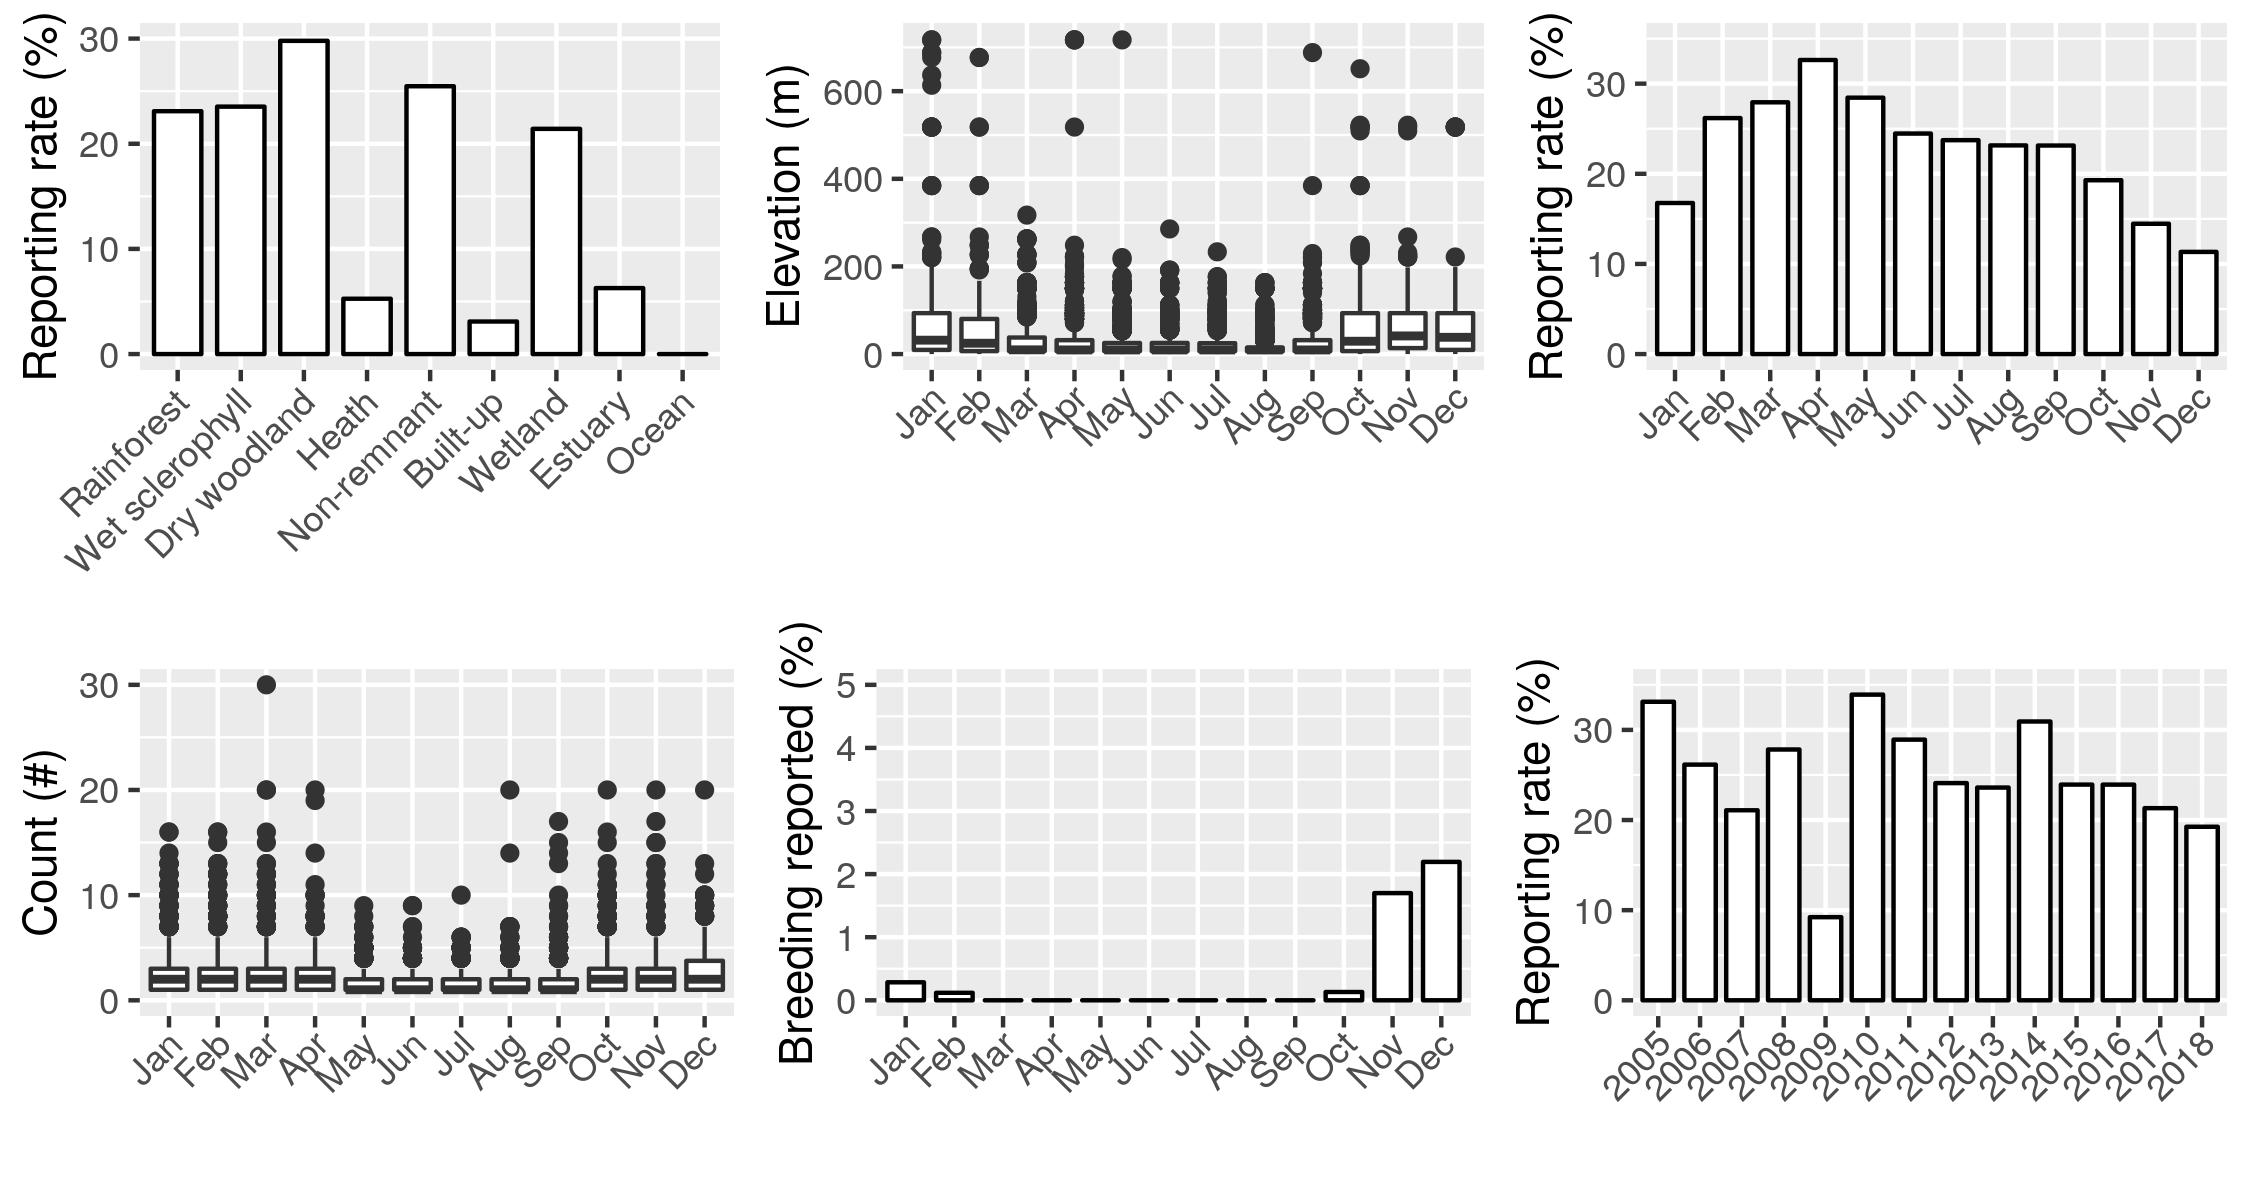 Reporting rate (%)
30
20
10
0
Rainforest
Wet sclerophyll
Dry woodland
Heath
Non-remnant
Built-up
Wetland
Estuary
Ocean
Elevation (m)
600
400
200
0
Jan
Feb
Mar
Apr
May
Jun
Jul
Aug
Sep
Oct
Nov
Dec
Reporting rate (%)
30
20
10
0
Jan
Feb
Mar
Apr
May
Jun
Jul
Aug
Sep
Oct
Nov
Dec
Count (#)
30
20
10
0
Jan
Feb
Mar
Apr
May
Jun
Jul
Aug
Sep
Oct
Nov
Dec
Breeding reported (%)
5
4
3
2
1
0
Jan
Feb
Mar
Apr
May
Jun
Jul
Aug
Sep
Oct
Nov
Dec
Reporting rate (%)
30
20
10
0
2005
2006
2007
2008
2009
2010
2011
2012
2013
2014
2015
2016
2017
2018